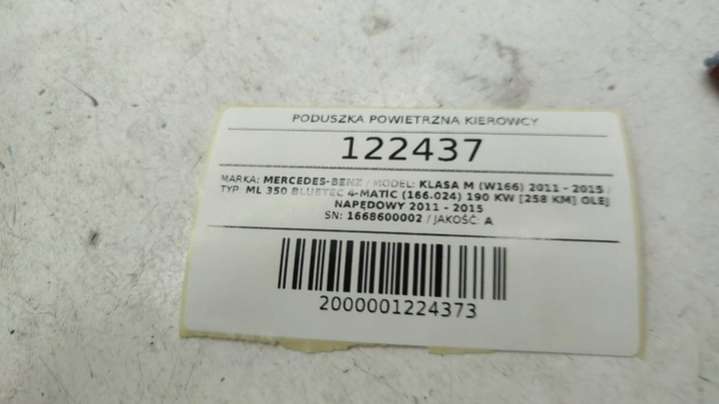 PODUSZKA POWIETRZNA KIEROWCY
122437
MARKA: MERCEDES-BENZ / MODEL: KLASA M (W166) 2011 - 2015 /
TYP: ML 350 BLUETEC 4-MATIC (166.024) 190 KW [258 KM] OLEJ
NAPĘDOWY 2011 - 2015
SN: 1668600002 / JAKOŚĆ: A
2000001224373